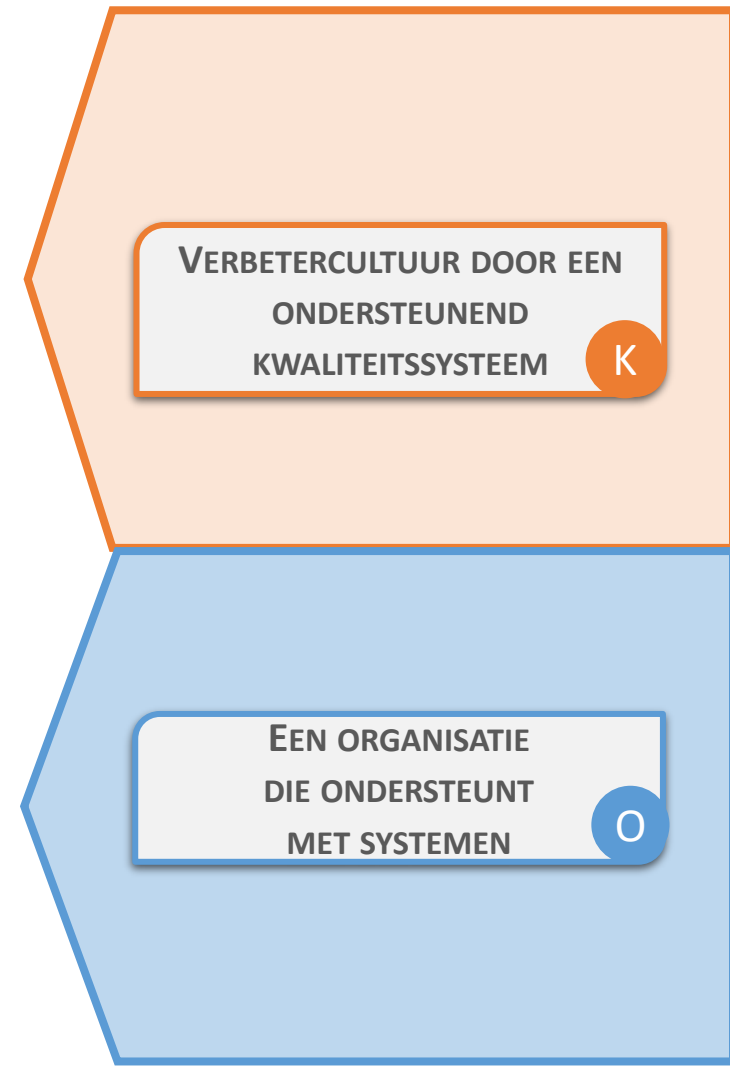 VERBETERCULTUUR DOOR EEN
ONDERSTEUNEND
KWALITEITSSYSTEEM
K
EEN ORGANISATIE
DIE ONDERSTEUNT
MET SYSTEMEN
O